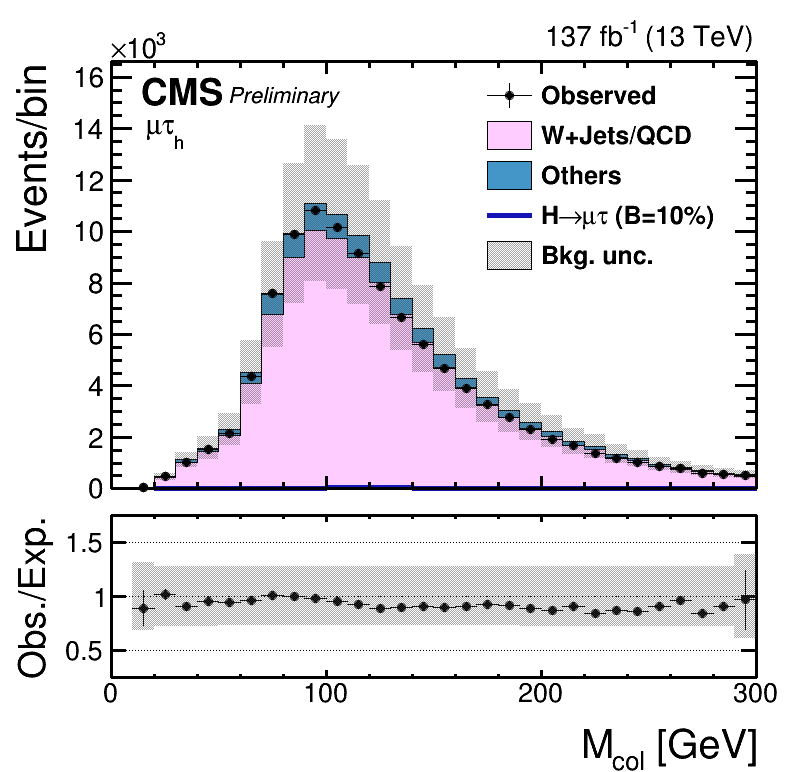 ×10³
137 fb⁻¹ (13 TeV)
Events/bin
CMS Preliminary
μτₕ
Observed
W+Jets/QCD
Others
H→μτ (B=10%)
Bkg. unc.
16
14
12
10
8
6
4
2
0
Obs./Exp.
1.5
1
0.5
0 100 200 300
M_col [GeV]